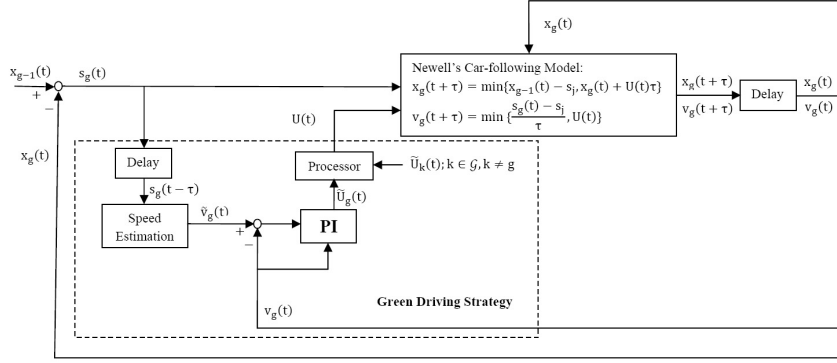 x_g(t)
x_{g−1}(t)
+
−
s_g(t)
Newell's Car-following Model:
x_g(t + τ) = min{x_{g−1}(t) − s_j, x_g(t) + U(t)τ}
v_g(t + τ) = min {\frac{s_g(t) − s_j}{τ}, U(t)}
x_g(t + τ)
v_g(t + τ)
Delay
x_g(t)
v_g(t)
U(t)
x_g(t)
Delay
Processor
Ũ_k(t); k ∈ 𝒢, k ≠ g
s_g(t − τ)
Ũ_g(t)
Speed
Estimation
ṽ_g(t)
+
−
PI
v_g(t)
Green Driving Strategy